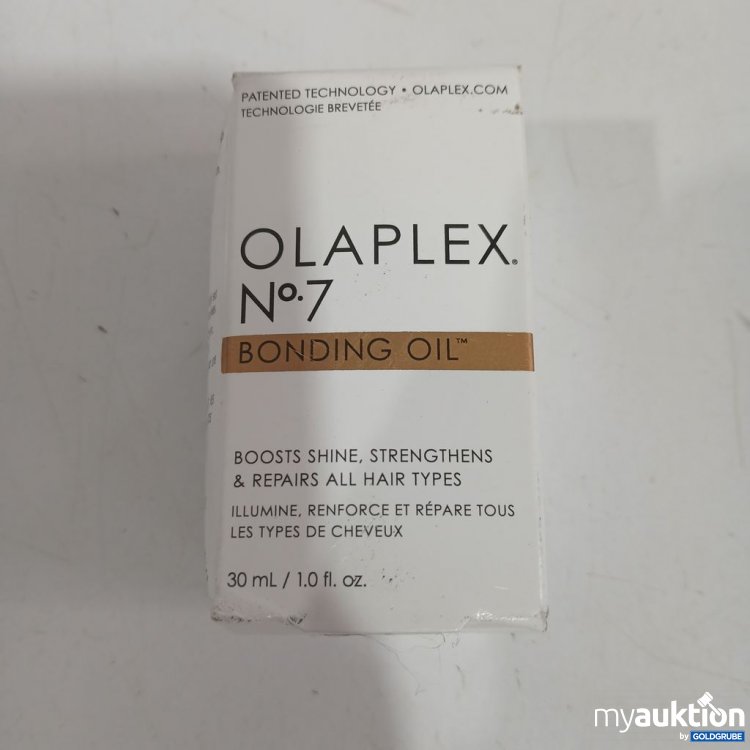 PATENTED TECHNOLOGY • OLAPLEX.COM
TECHNOLOGIE BREVETÉE
OLAPLEX®
Nº.7
BONDING OIL™
BOOSTS SHINE, STRENGTHENS
& REPAIRS ALL HAIR TYPES
ILLUMINE, RENFORCE ET RÉPARE TOUS
LES TYPES DE CHEVEUX
30 mL / 1.0 fl. oz.
myauktion
by GOLDGRUBE